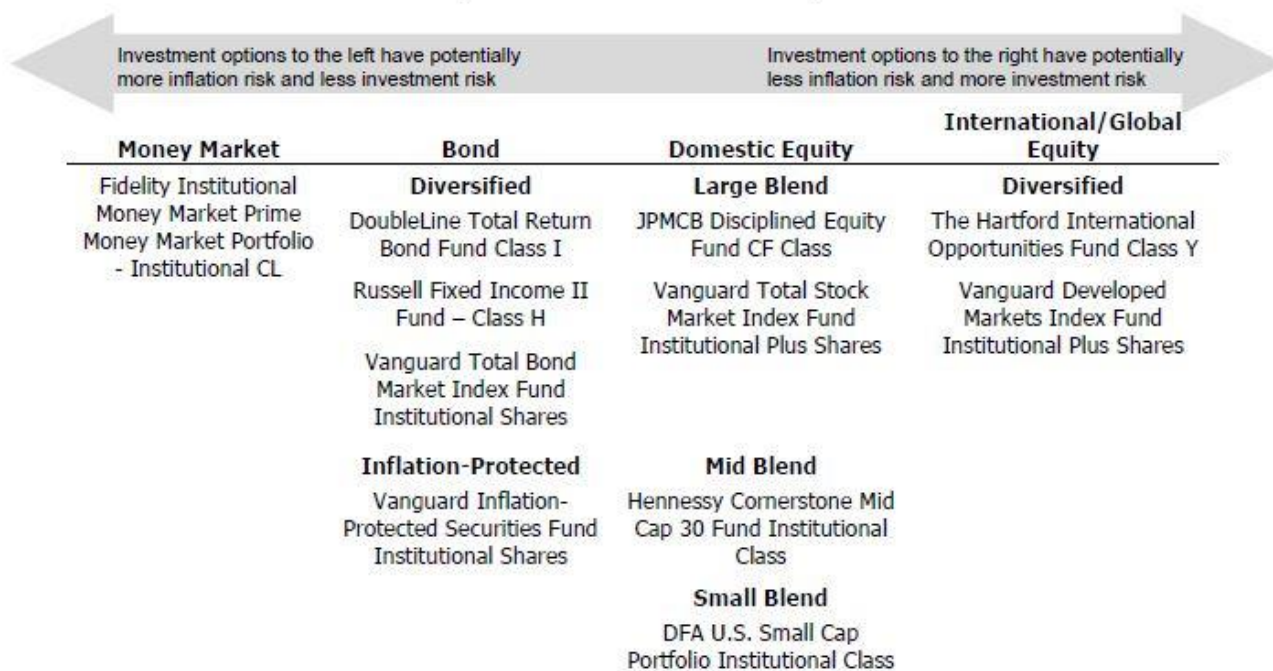 Investment options to the left have potentially
more inflation risk and less investment risk
Investment options to the right have potentially
less inflation risk and more investment risk
Money Market
Fidelity Institutional
Money Market Prime
Money Market Portfolio
- Institutional CL
Bond
Diversified
DoubleLine Total Return
Bond Fund Class I
Russell Fixed Income II
Fund – Class H
Vanguard Total Bond
Market Index Fund
Institutional Shares
Inflation-Protected
Vanguard Inflation-
Protected Securities Fund
Institutional Shares
Domestic Equity
Large Blend
JPMCB Disciplined Equity
Fund CF Class
Vanguard Total Stock
Market Index Fund
Institutional Plus Shares
Mid Blend
Hennessy Cornerstone Mid
Cap 30 Fund Institutional
Class
Small Blend
DFA U.S. Small Cap
Portfolio Institutional Class
International/Global
Equity
Diversified
The Hartford International
Opportunities Fund Class Y
Vanguard Developed
Markets Index Fund
Institutional Plus Shares